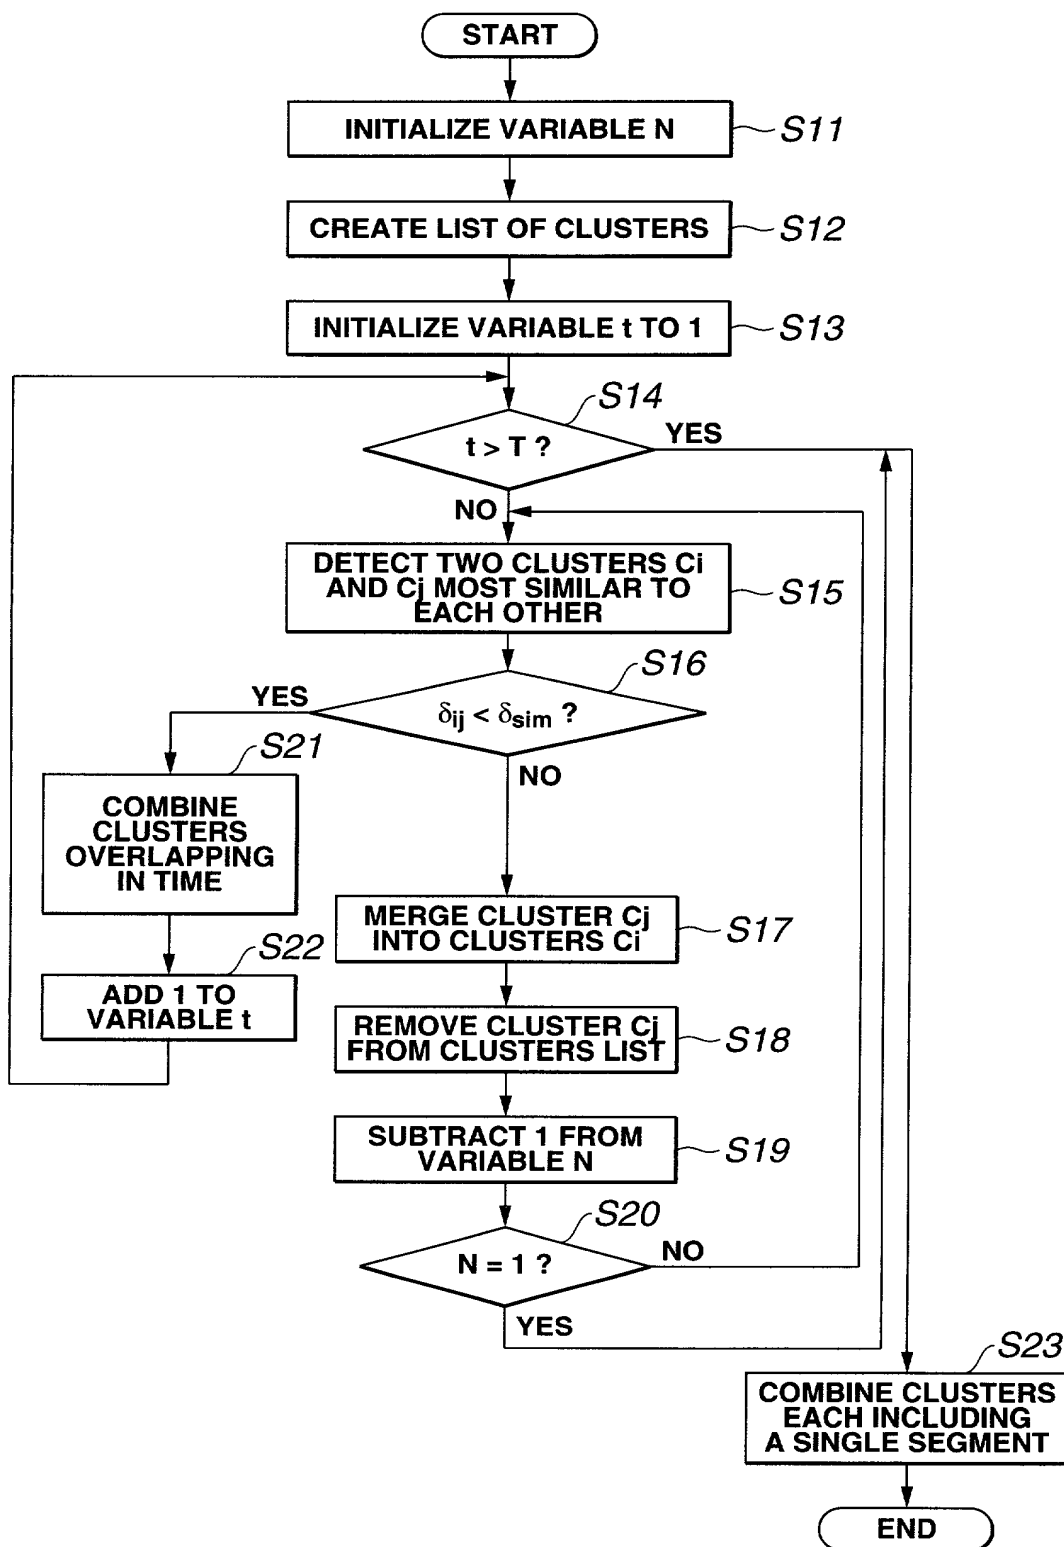 START
INITIALIZE VARIABLE N
S11
CREATE LIST OF CLUSTERS
S12
INITIALIZE VARIABLE t TO 1
S13
S14
t > T ?
YES
NO
DETECT TWO CLUSTERS Ci
AND Cj MOST SIMILAR TO
EACH OTHER
S15
S16
YES
δij < δsim ?
NO
S21
COMBINE
CLUSTERS
OVERLAPPING
IN TIME
S22
ADD 1 TO
VARIABLE t
MERGE CLUSTER Cj
INTO CLUSTERS Ci
S17
REMOVE CLUSTER Cj
FROM CLUSTERS LIST
S18
SUBTRACT 1 FROM
VARIABLE N
S19
S20
N = 1 ?
NO
YES
S23
COMBINE CLUSTERS
EACH INCLUDING
A SINGLE SEGMENT
END